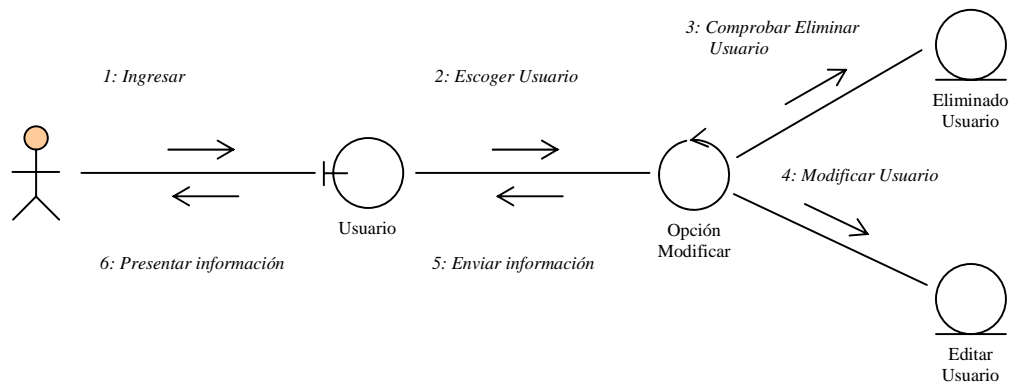 3: Comprobar Eliminar
Usuario
1: Ingresar
2: Escoger Usuario
Eliminado
Usuario
4: Modificar Usuario
Usuario
Opción
Modificar
6: Presentar información
5: Enviar información
Editar
Usuario